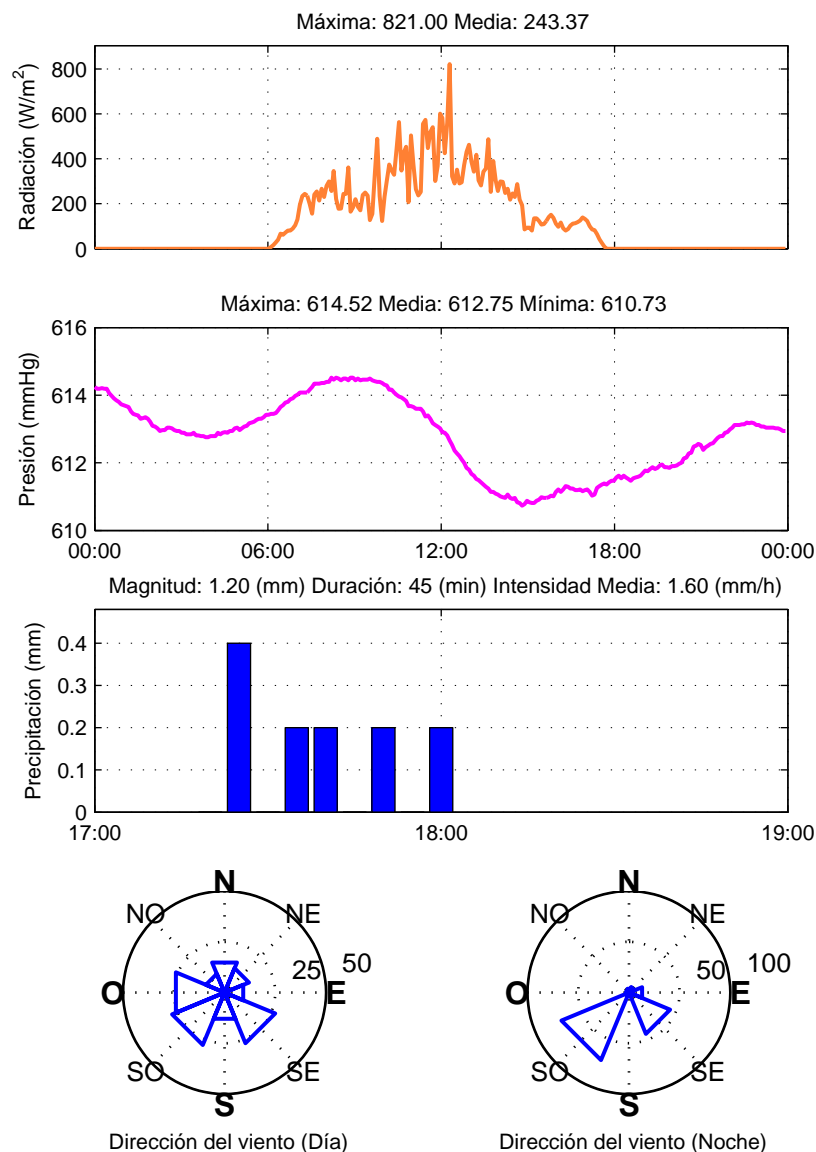 Máxima: 821.00 Media: 243.37
Radiación (W/m²)
800
600
400
200
0
Máxima: 614.52 Media: 612.75 Mínima: 610.73
Presión (mmHg)
616
614
612
610
00:00 06:00 12:00 18:00 00:00
Magnitud: 1.20 (mm) Duración: 45 (min) Intensidad Media: 1.60 (mm/h)
Precipitación (mm)
0.4
0.3
0.2
0.1
0
17:00 18:00 19:00
N
NO NE
25 50
O E
SO SE
S
Dirección del viento (Día)
N
NO NE
50 100
O E
SO SE
S
Dirección del viento (Noche)